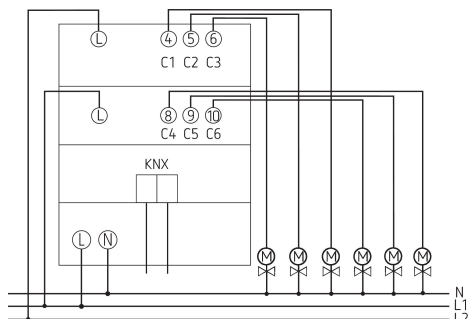 L 4 5 6
C1 C2 C3
L 8 9 10
C4 C5 C6
KNX
L N
M M M M M M
N
L1
L2